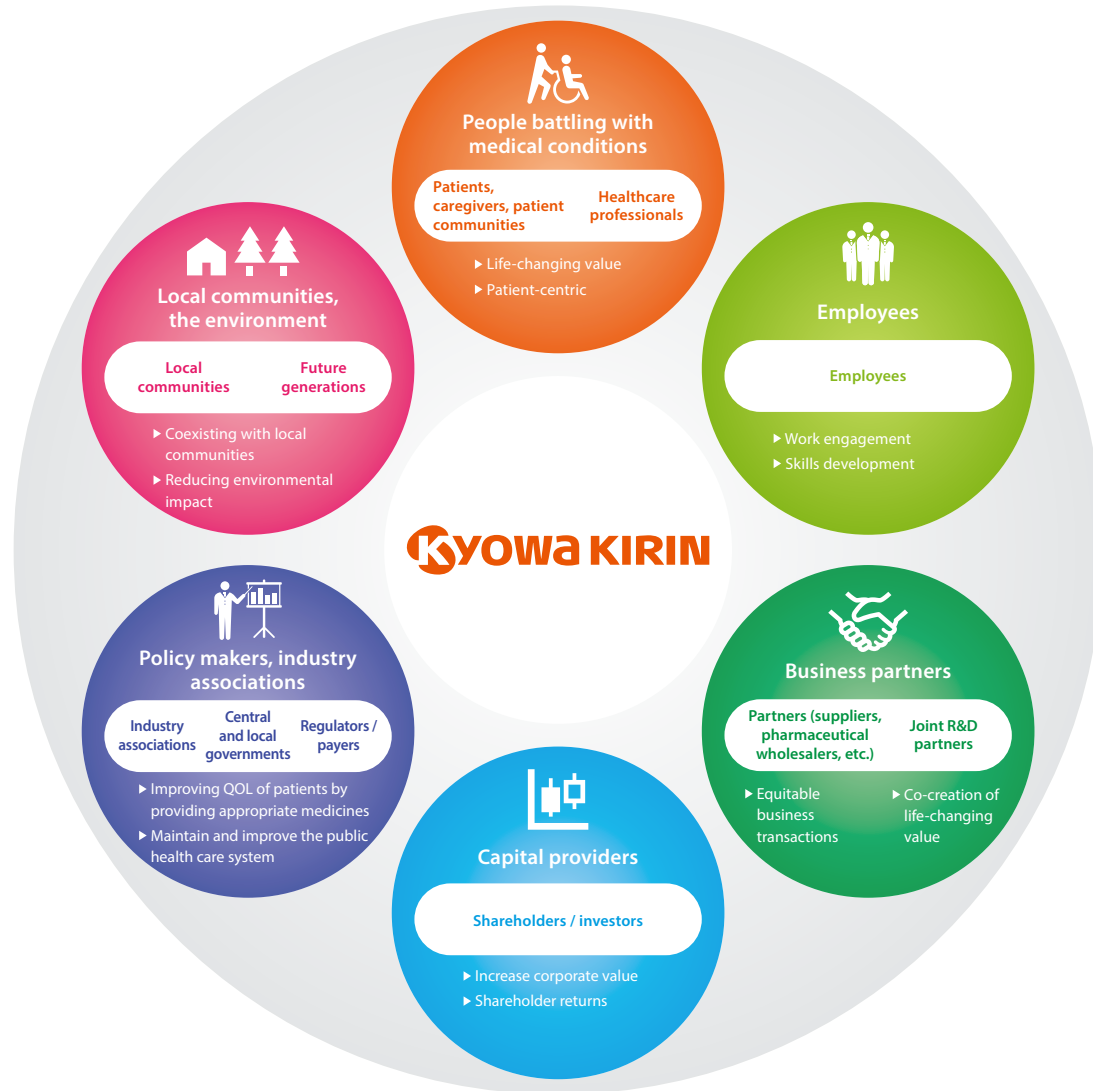 People battling with
medical conditions
Patients,
caregivers, patient
communities
Healthcare
professionals
▶ Life-changing value
▶ Patient-centric
Employees
Employees
▶ Work engagement
▶ Skills development
Business partners
Partners (suppliers,
pharmaceutical
wholesalers, etc.)
Joint R&D
partners
▶ Equitable
business
transactions
▶ Co-creation of
life-changing
value
Capital providers
Shareholders / investors
▶ Increase corporate value
▶ Shareholder returns
Policy makers, industry
associations
Industry
associations
Central
and local
governments
Regulators /
payers
▶ Improving QOL of patients by
providing appropriate medicines
▶ Maintain and improve the public
health care system
Local communities,
the environment
Local
communities
Future
generations
▶ Coexisting with local
communities
▶ Reducing environmental
impact
KYOWa KIRIN